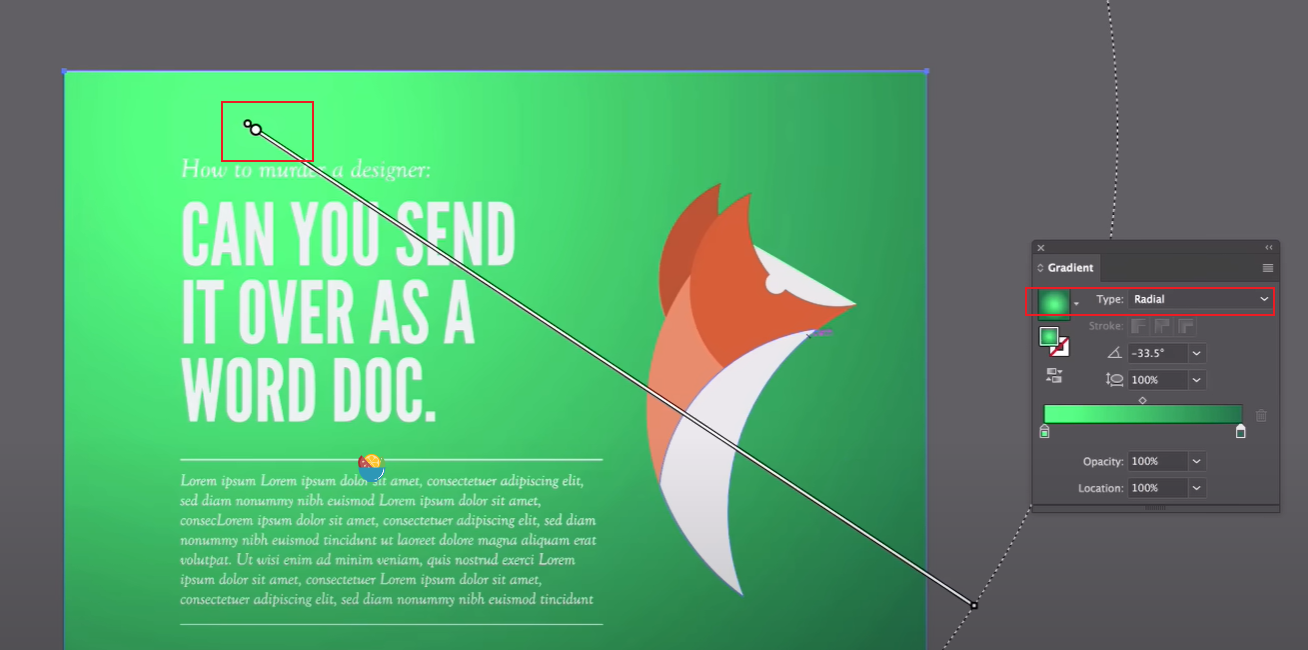 How to murder a designer:
CAN YOU SEND
IT OVER AS A
WORD DOC.
Lorem ipsum Lorem ipsum dolor sit amet, consectetuer adipiscing elit,
sed diam nonummy nibh euismod Lorem ipsum dolor sit amet,
consecLorem ipsum dolor sit amet, consectetuer adipiscing elit, sed diam
nonummy nibh euismod tincidunt ut laoreet dolore magna aliquam erat
volutpat. Ut wisi enim ad minim veniam, quis nostrud exerci Lorem
ipsum dolor sit amet, consectetuer Lorem ipsum dolor sit amet,
consectetuer adipiscing elit, sed diam nonummy nibh euismod tincidunt
Gradient
Type: Radial
Stroke:
-33.5°
100%
Opacity: 100%
Location: 100%